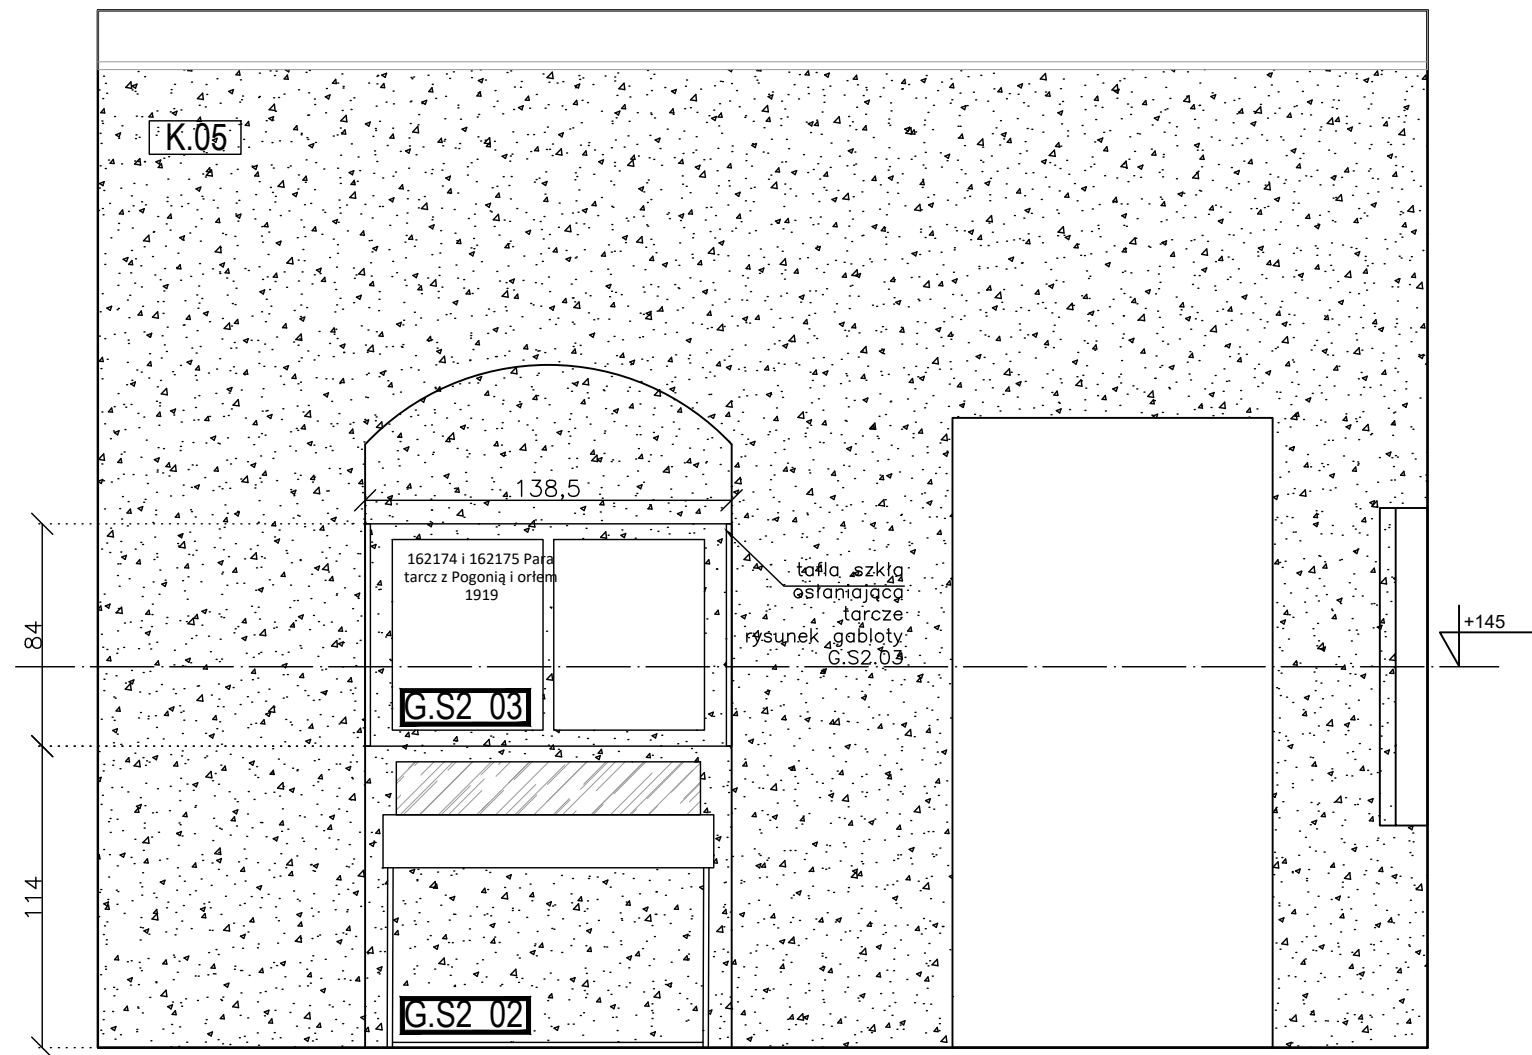 K.05
138,5
162174 i 162175 Para
tarcz z Pogonią i orłem
1919
tafla szkła
osłaniająca
tarcze
rysunek gabloty
G.S2.03
+145
84
G.S2 03
114
G.S2 02